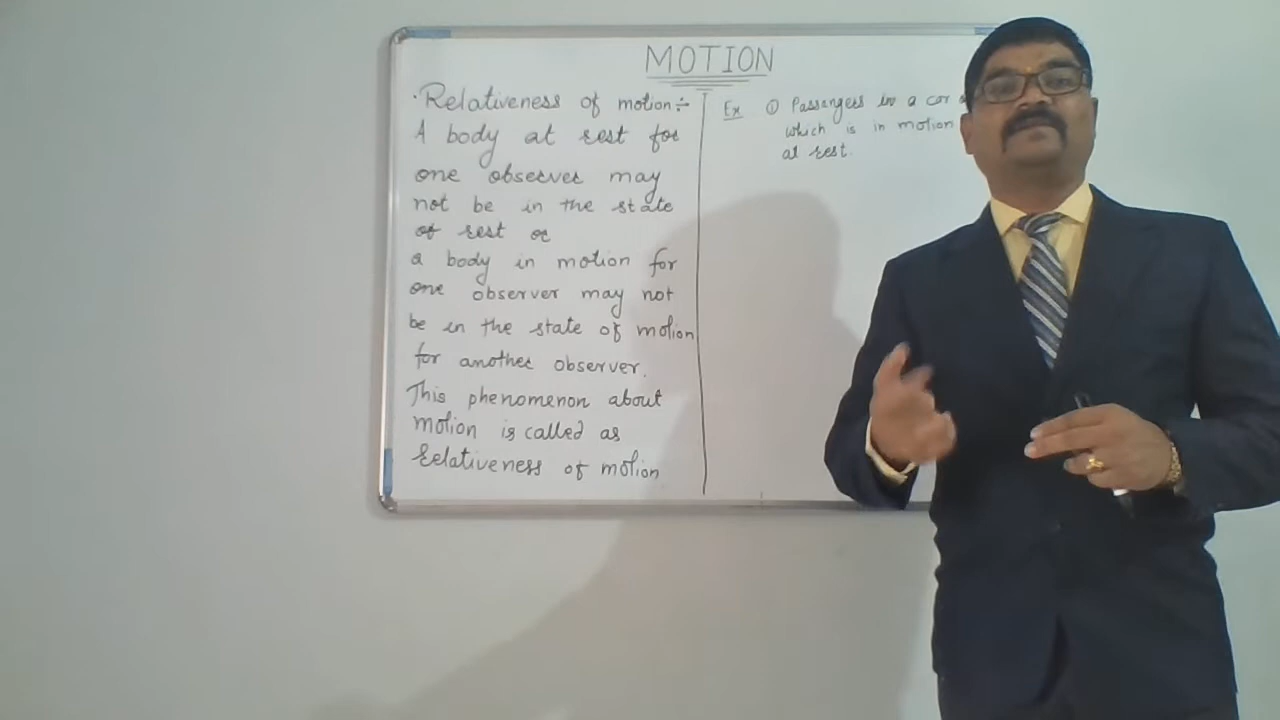 MOTION
·Relativeness of motion:-
A body at rest for
one observer may
not be in the state
of rest or
a body in motion for
one observer may not
be in the state of motion
for another observer.
This phenomenon about
motion is called as
relativeness of motion
Ex ① Passangers in a car
which is in motion
at rest.